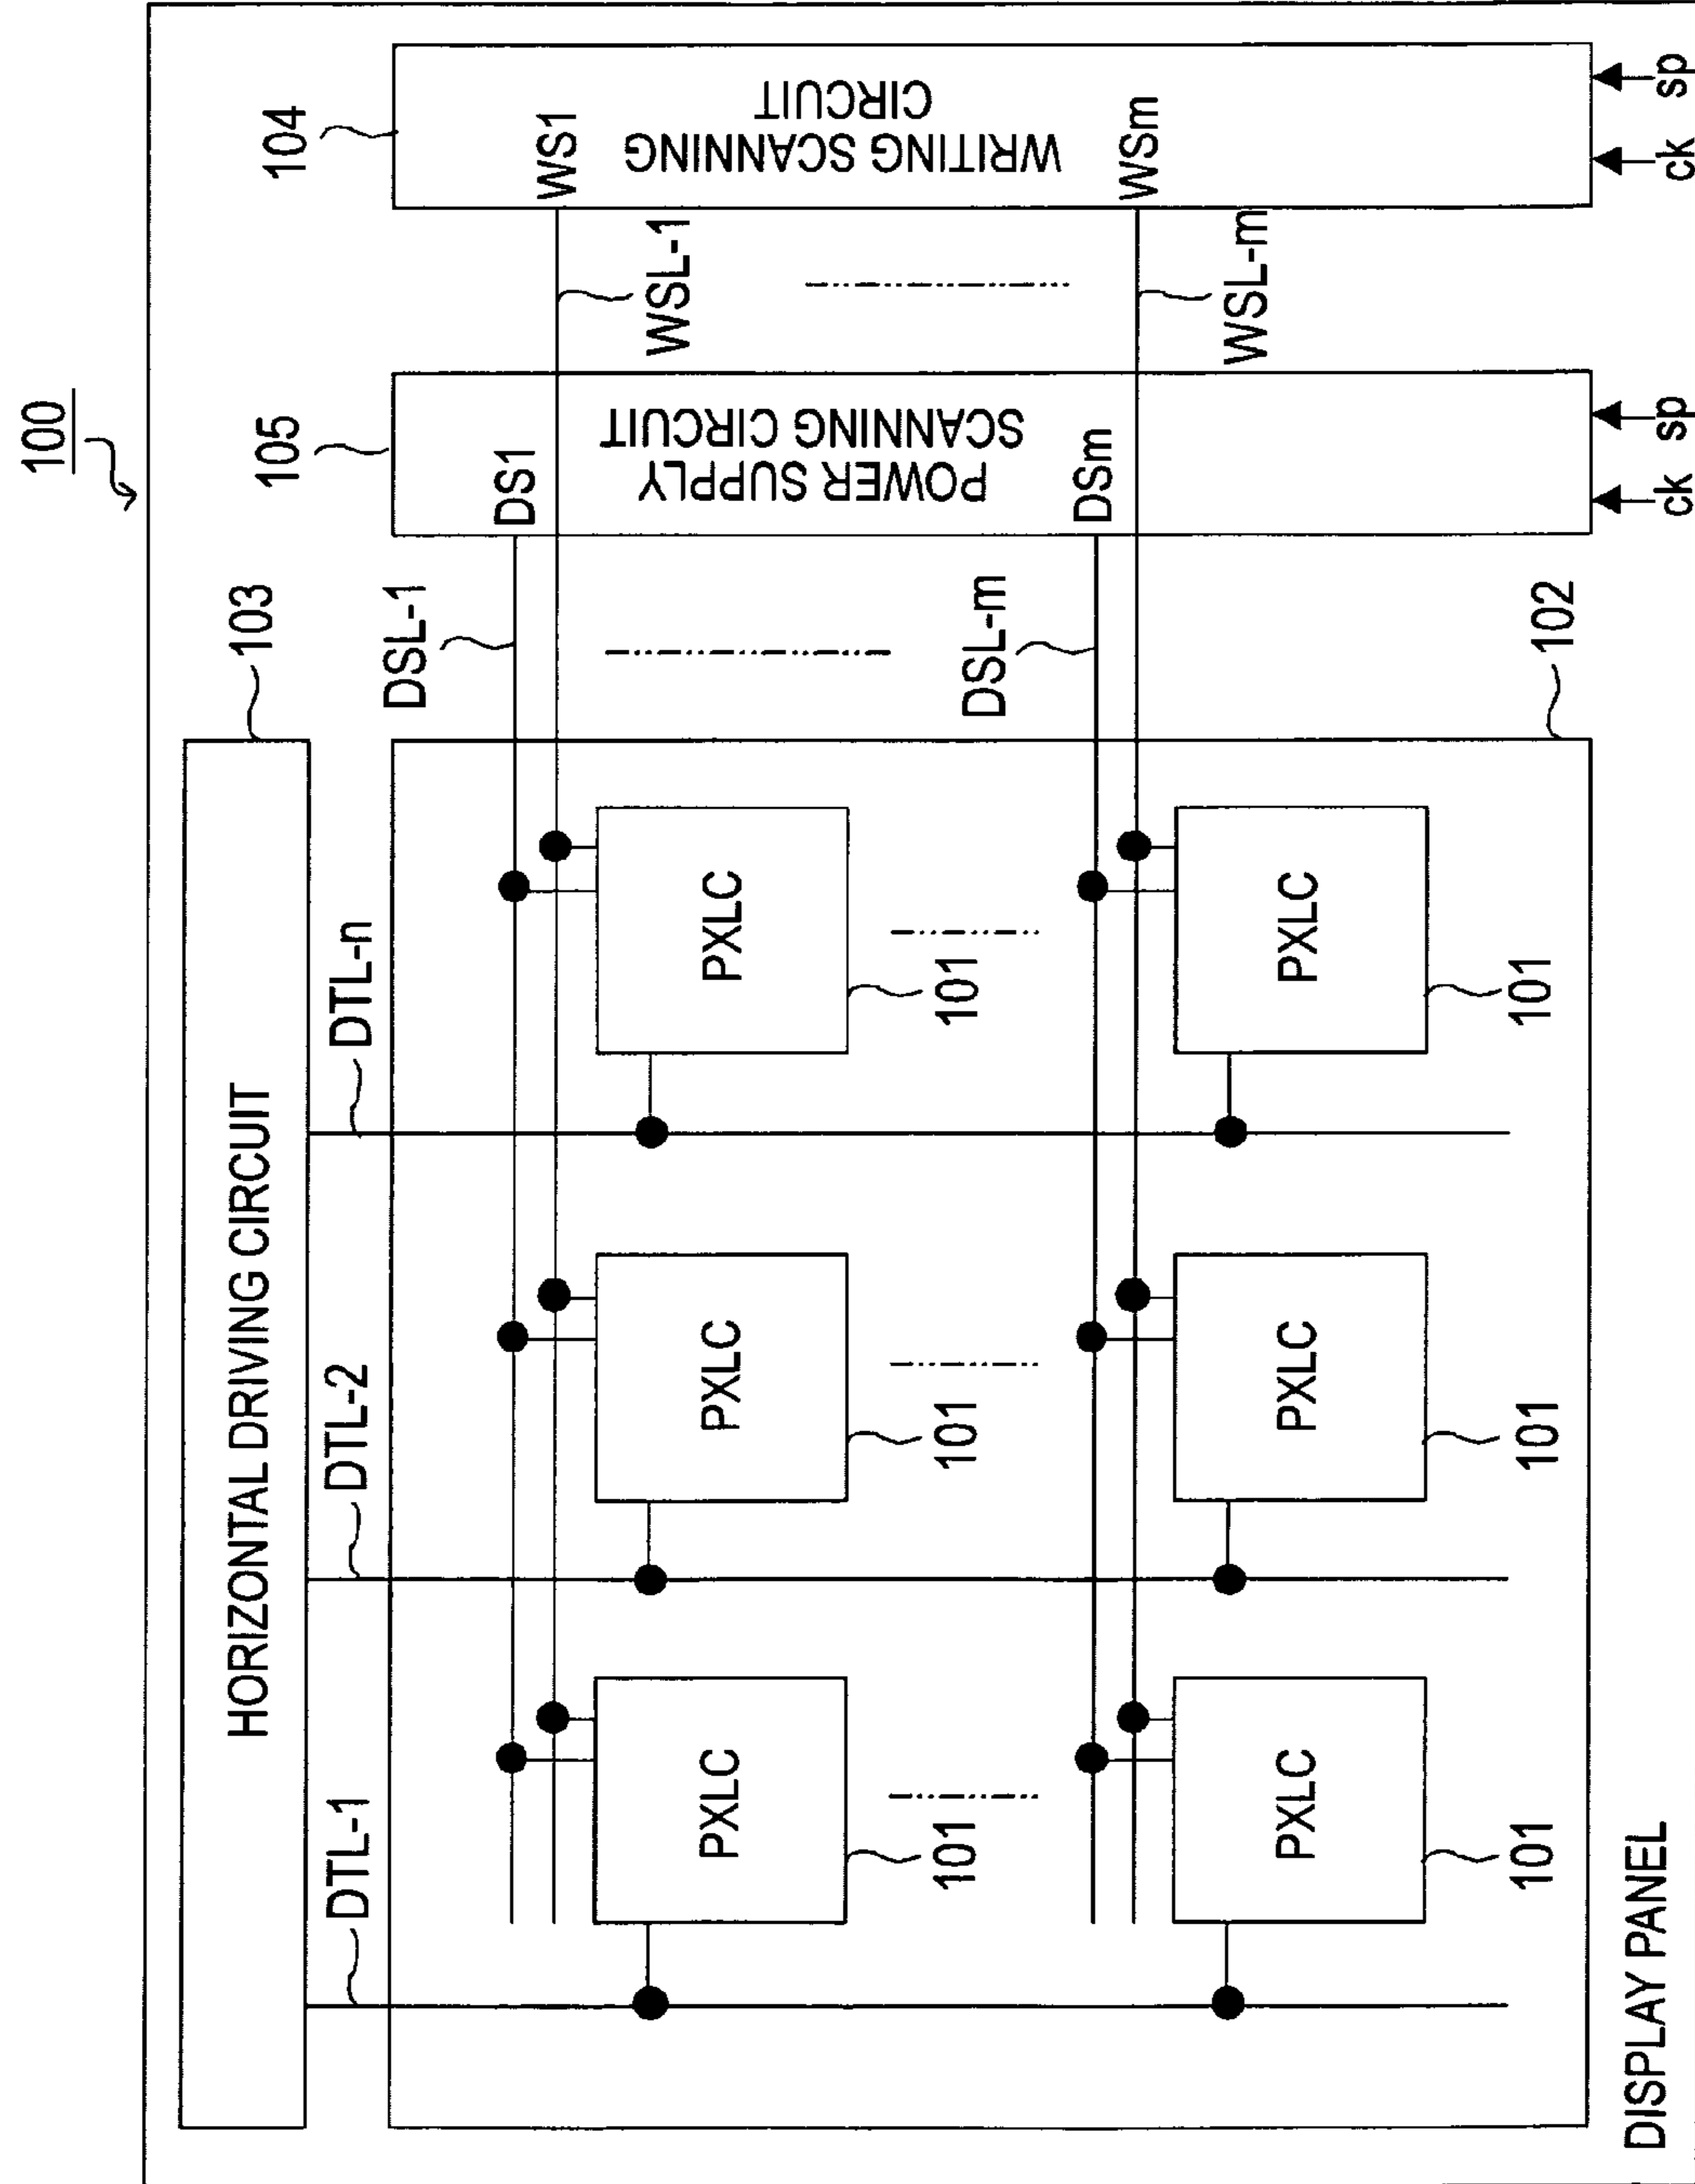 100
HORIZONTAL DRIVING CIRCUIT
103
105
104
DTL-1
DTL-2
DTL-n
DSL-1
DS1
WS1
WSL-1
PXLC
PXLC
PXLC
POWER SUPPLY
SCANNING CIRCUIT
WRITING SCANNING
CIRCUIT
101
101
101
DSL-m
DSm
WSm
WSL-m
PXLC
PXLC
PXLC
101
101
101
102
DISPLAY PANEL
ck
sp
ck
sp